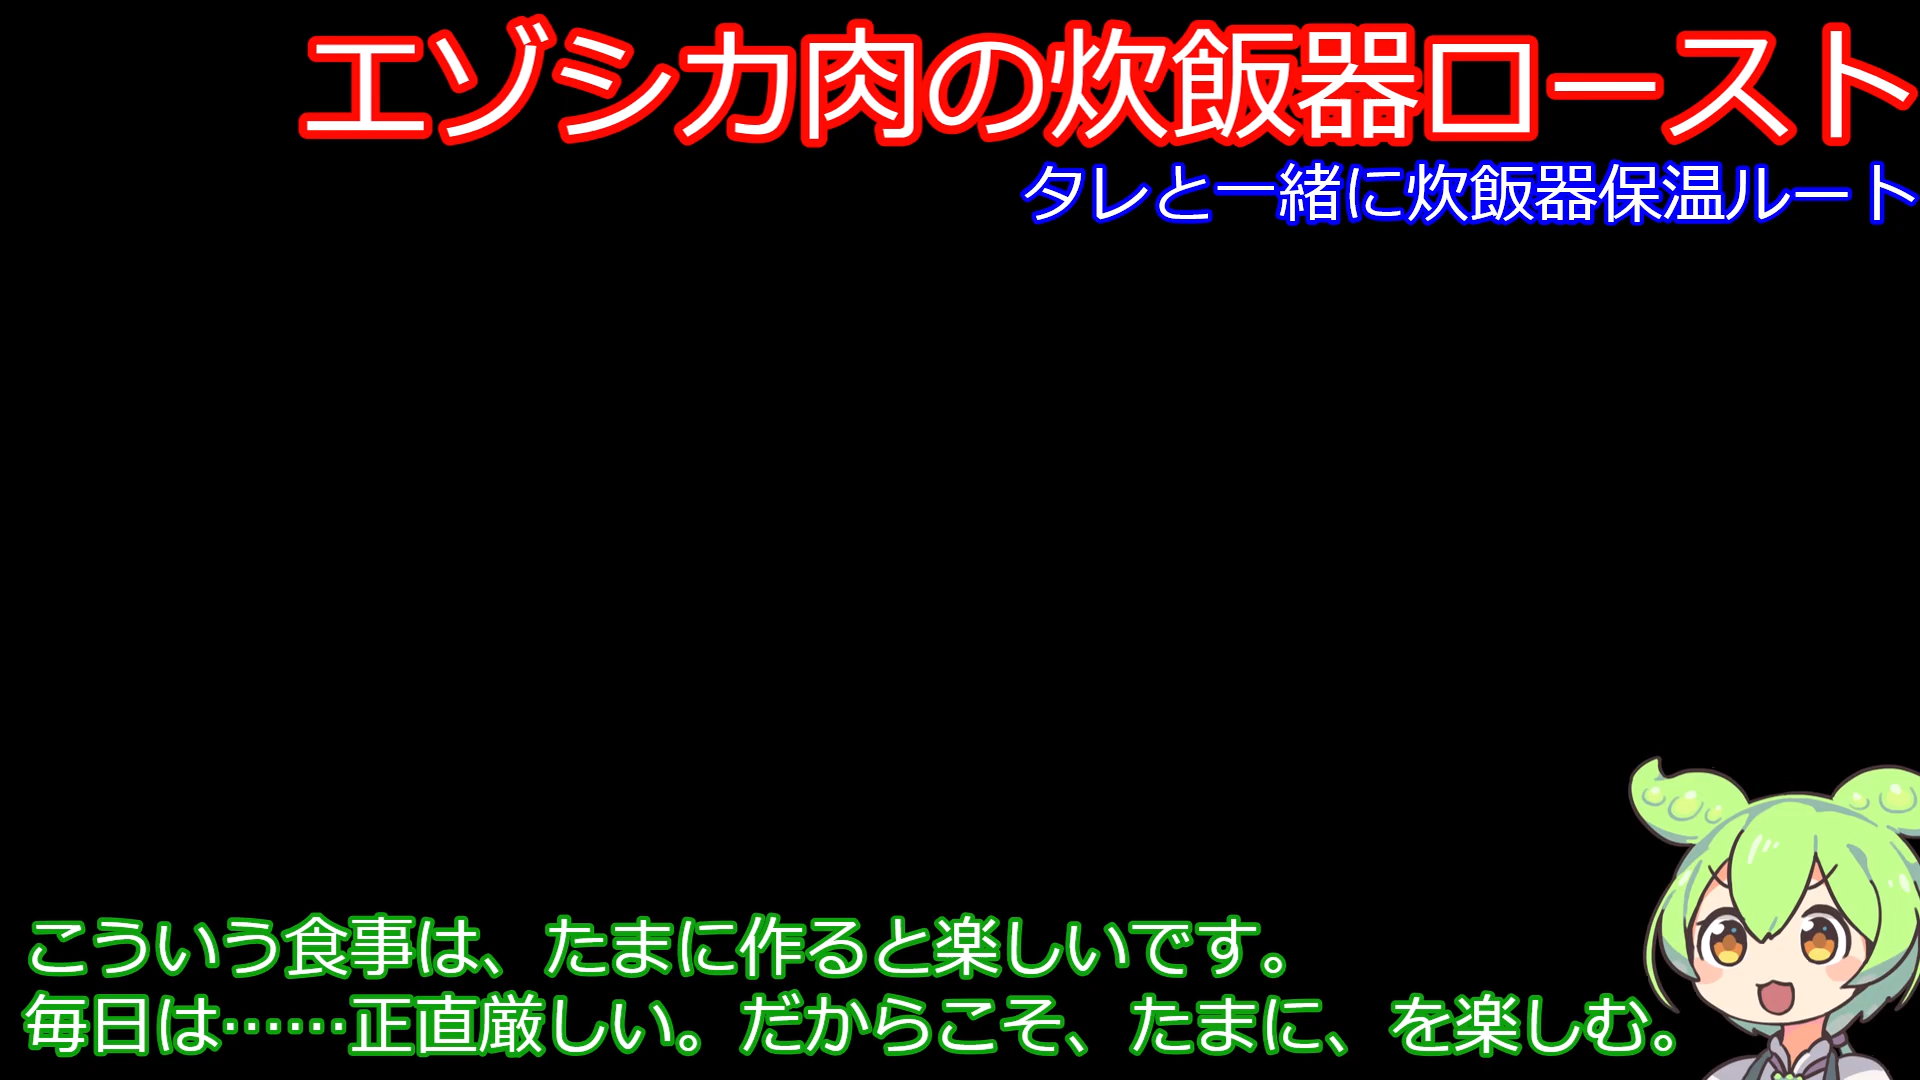 エゾシカ肉の炊飯器ロースト
タレと一緒に炊飯器保温ルート
こういう食事は、たまに作ると楽しいです。
毎日は……正直厳しい。だからこそ、たまに、を楽しむ。